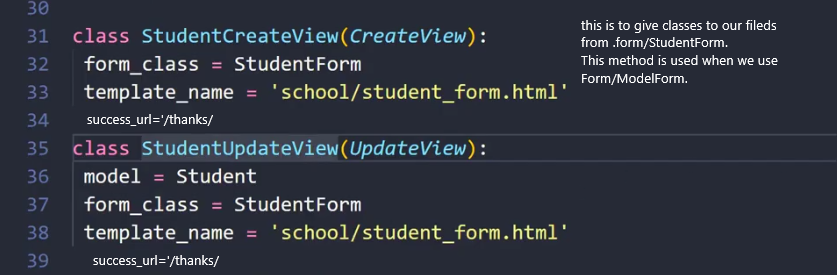 30
31 class StudentCreateView(CreateView):
32 form_class = StudentForm
33 template_name = 'school/student_form.html'
34 success_url='/thanks/
35 class StudentUpdateView(UpdateView):
36 model = Student
37 form_class = StudentForm
38 template_name = 'school/student_form.html'
39 success_url='/thanks/
this is to give classes to our fileds
from .form/StudentForm.
This method is used when we use
Form/ModelForm.